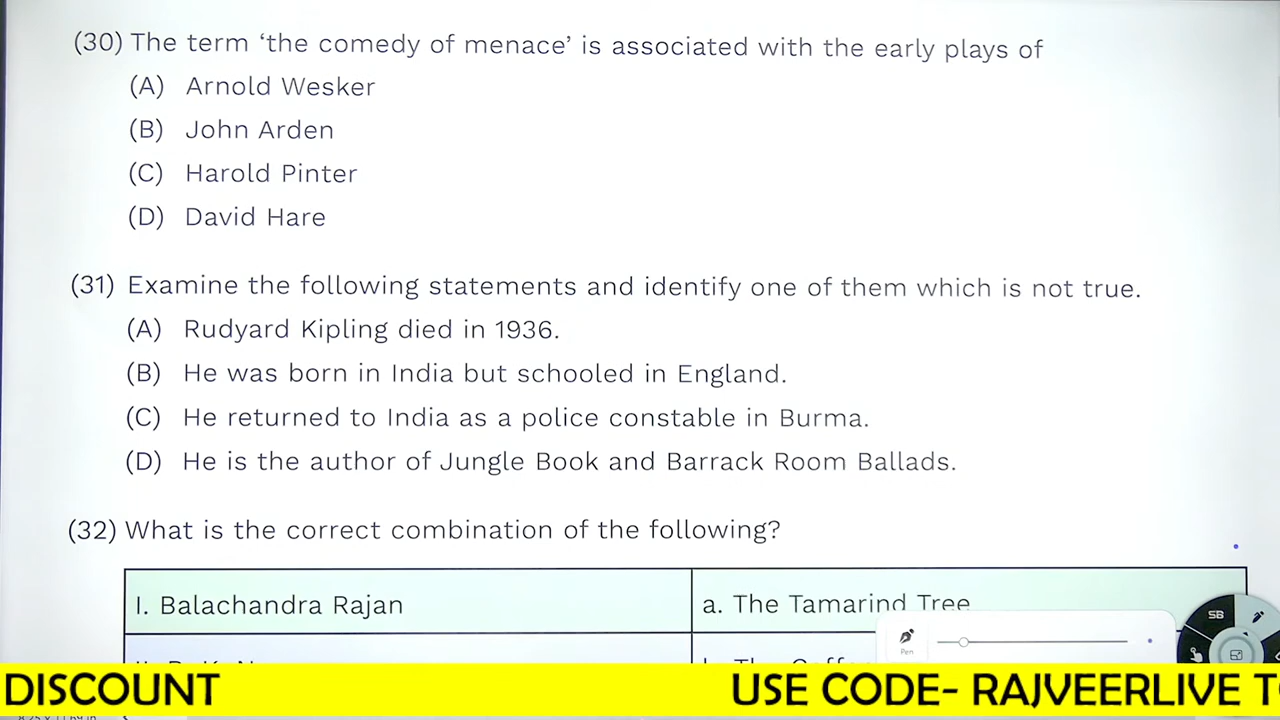 (30) The term ‘the comedy of menace’ is associated with the early plays of
(A) Arnold Wesker
(B) John Arden
(C) Harold Pinter
(D) David Hare
(31) Examine the following statements and identify one of them which is not true.
(A) Rudyard Kipling died in 1936.
(B) He was born in India but schooled in England.
(C) He returned to India as a police constable in Burma.
(D) He is the author of Jungle Book and Barrack Room Ballads.
(32) What is the correct combination of the following?
I. Balachandra Rajan
a. The Tamarind Tree
SB
Pen
DISCOUNT USE CODE- RAJVEERLIVE